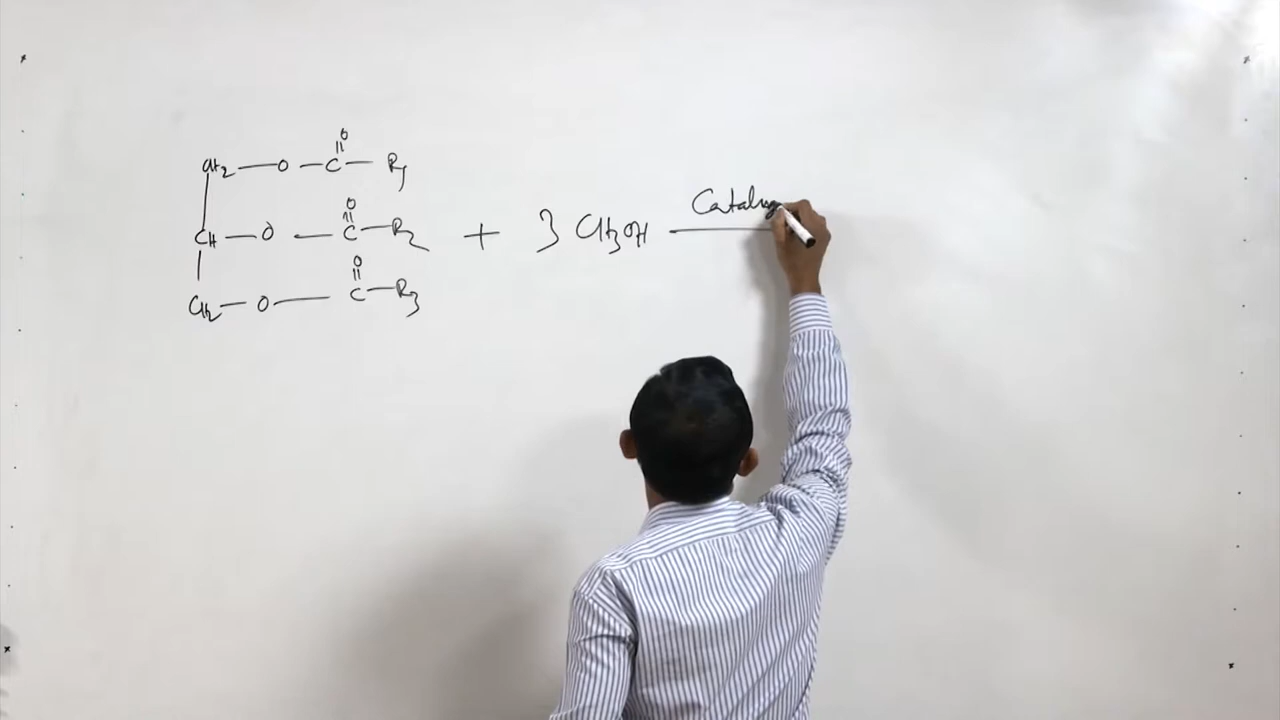 O
CH2 — O — C — R1
O
CH — O — C — R2 + 3 CH3OH Cataly
O
CH2 — O — C — R3